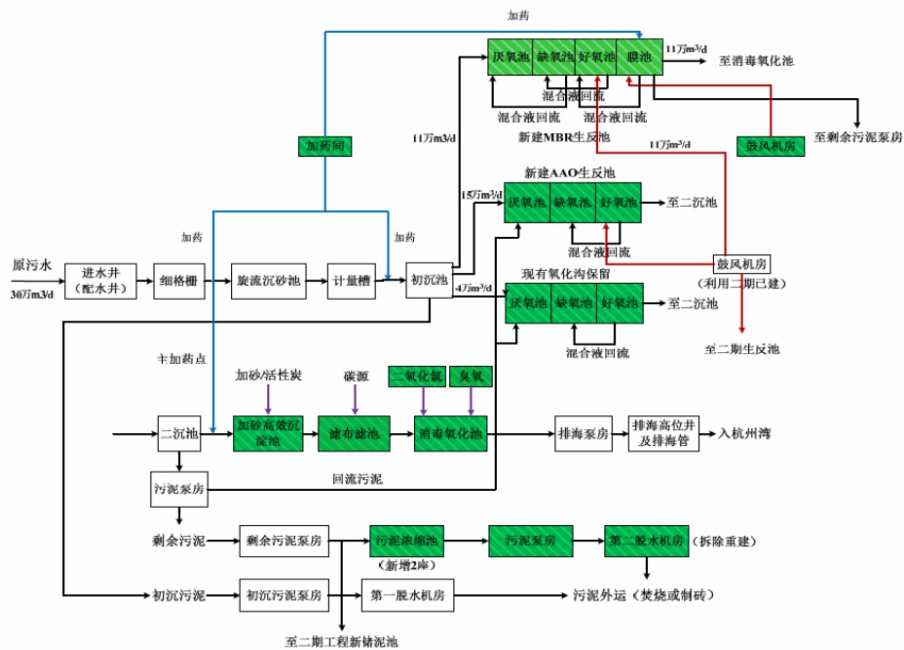 加药
11万m³/d
厌氧池
缺氧池
好氧池
膜池
至消毒氧化池
混合液回流
混合液回流
混合液回流
新建MBR生反池
11万m3/d
加药间
11万m³/d
鼓风机房
至剩余污泥泵房
新建AAO生反池
15万m³/d
厌氧池
缺氧池
好氧池
至二沉池
混合液回流
加药
加药
原污水
30万m3/d
进水井
(配水井)
细格栅
旋流沉砂池
计量槽
初沉池
4万m³/d
现有氧化沟保留
鼓风机房
(利用二期已建)
厌氧池
缺氧池
好氧池
至二沉池
混合液回流
至二期生反池
主加药点
加砂/活性炭
碳源
二氧化氯
臭氧
二沉池
加砂高效沉
淀池
滤布滤池
消毒氧化池
排海泵房
排海高位井
及排海管
入杭州湾
污泥泵房
回流污泥
剩余污泥
剩余污泥泵房
污泥浓缩池
(新增2座)
污泥泵房
第二脱水机房
(拆除重建)
初沉污泥
初沉污泥泵房
第一脱水机房
污泥外运(焚烧或制砖)
至二期工程新储泥池